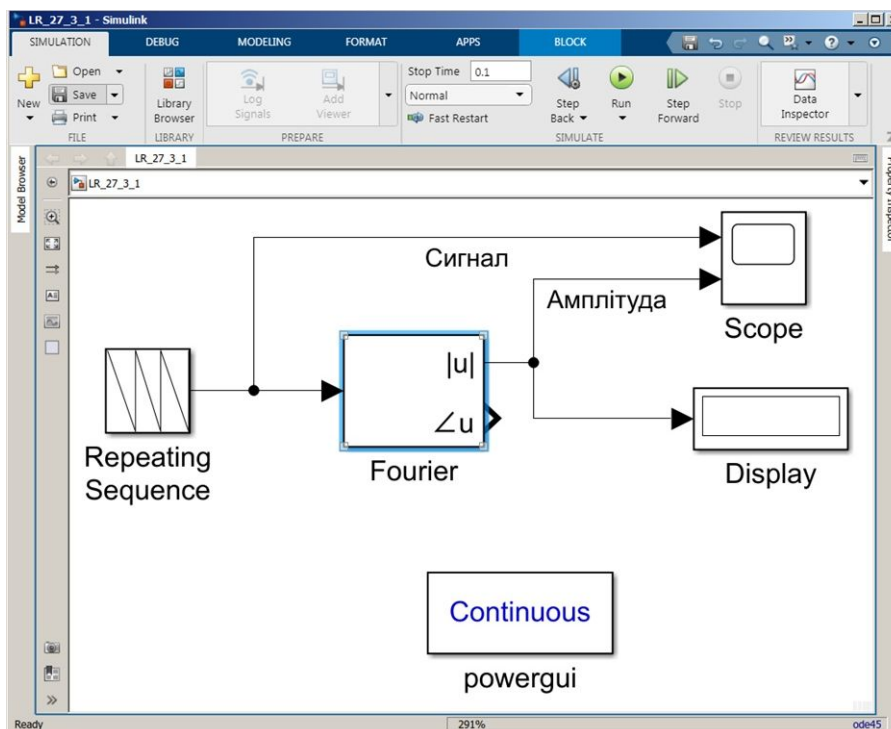 LR_27_3_1 - Simulink
SIMULATION DEBUG MODELING FORMAT APPS BLOCK
New
Open
Save
Print
FILE
Library Browser
LIBRARY
Log Signals
Add Viewer
PREPARE
Stop Time 0.1
Normal
Fast Restart
Step Back
Run
Step Forward
Stop
SIMULATE
Data Inspector
REVIEW RESULTS
Model Browser
LR_27_3_1
LR_27_3_1
Property Inspector
Сигнал
Амплітуда
Scope
|u|
∠u
Repeating
Sequence
Fourier
Display
Continuous
powergui
Ready 291% ode45